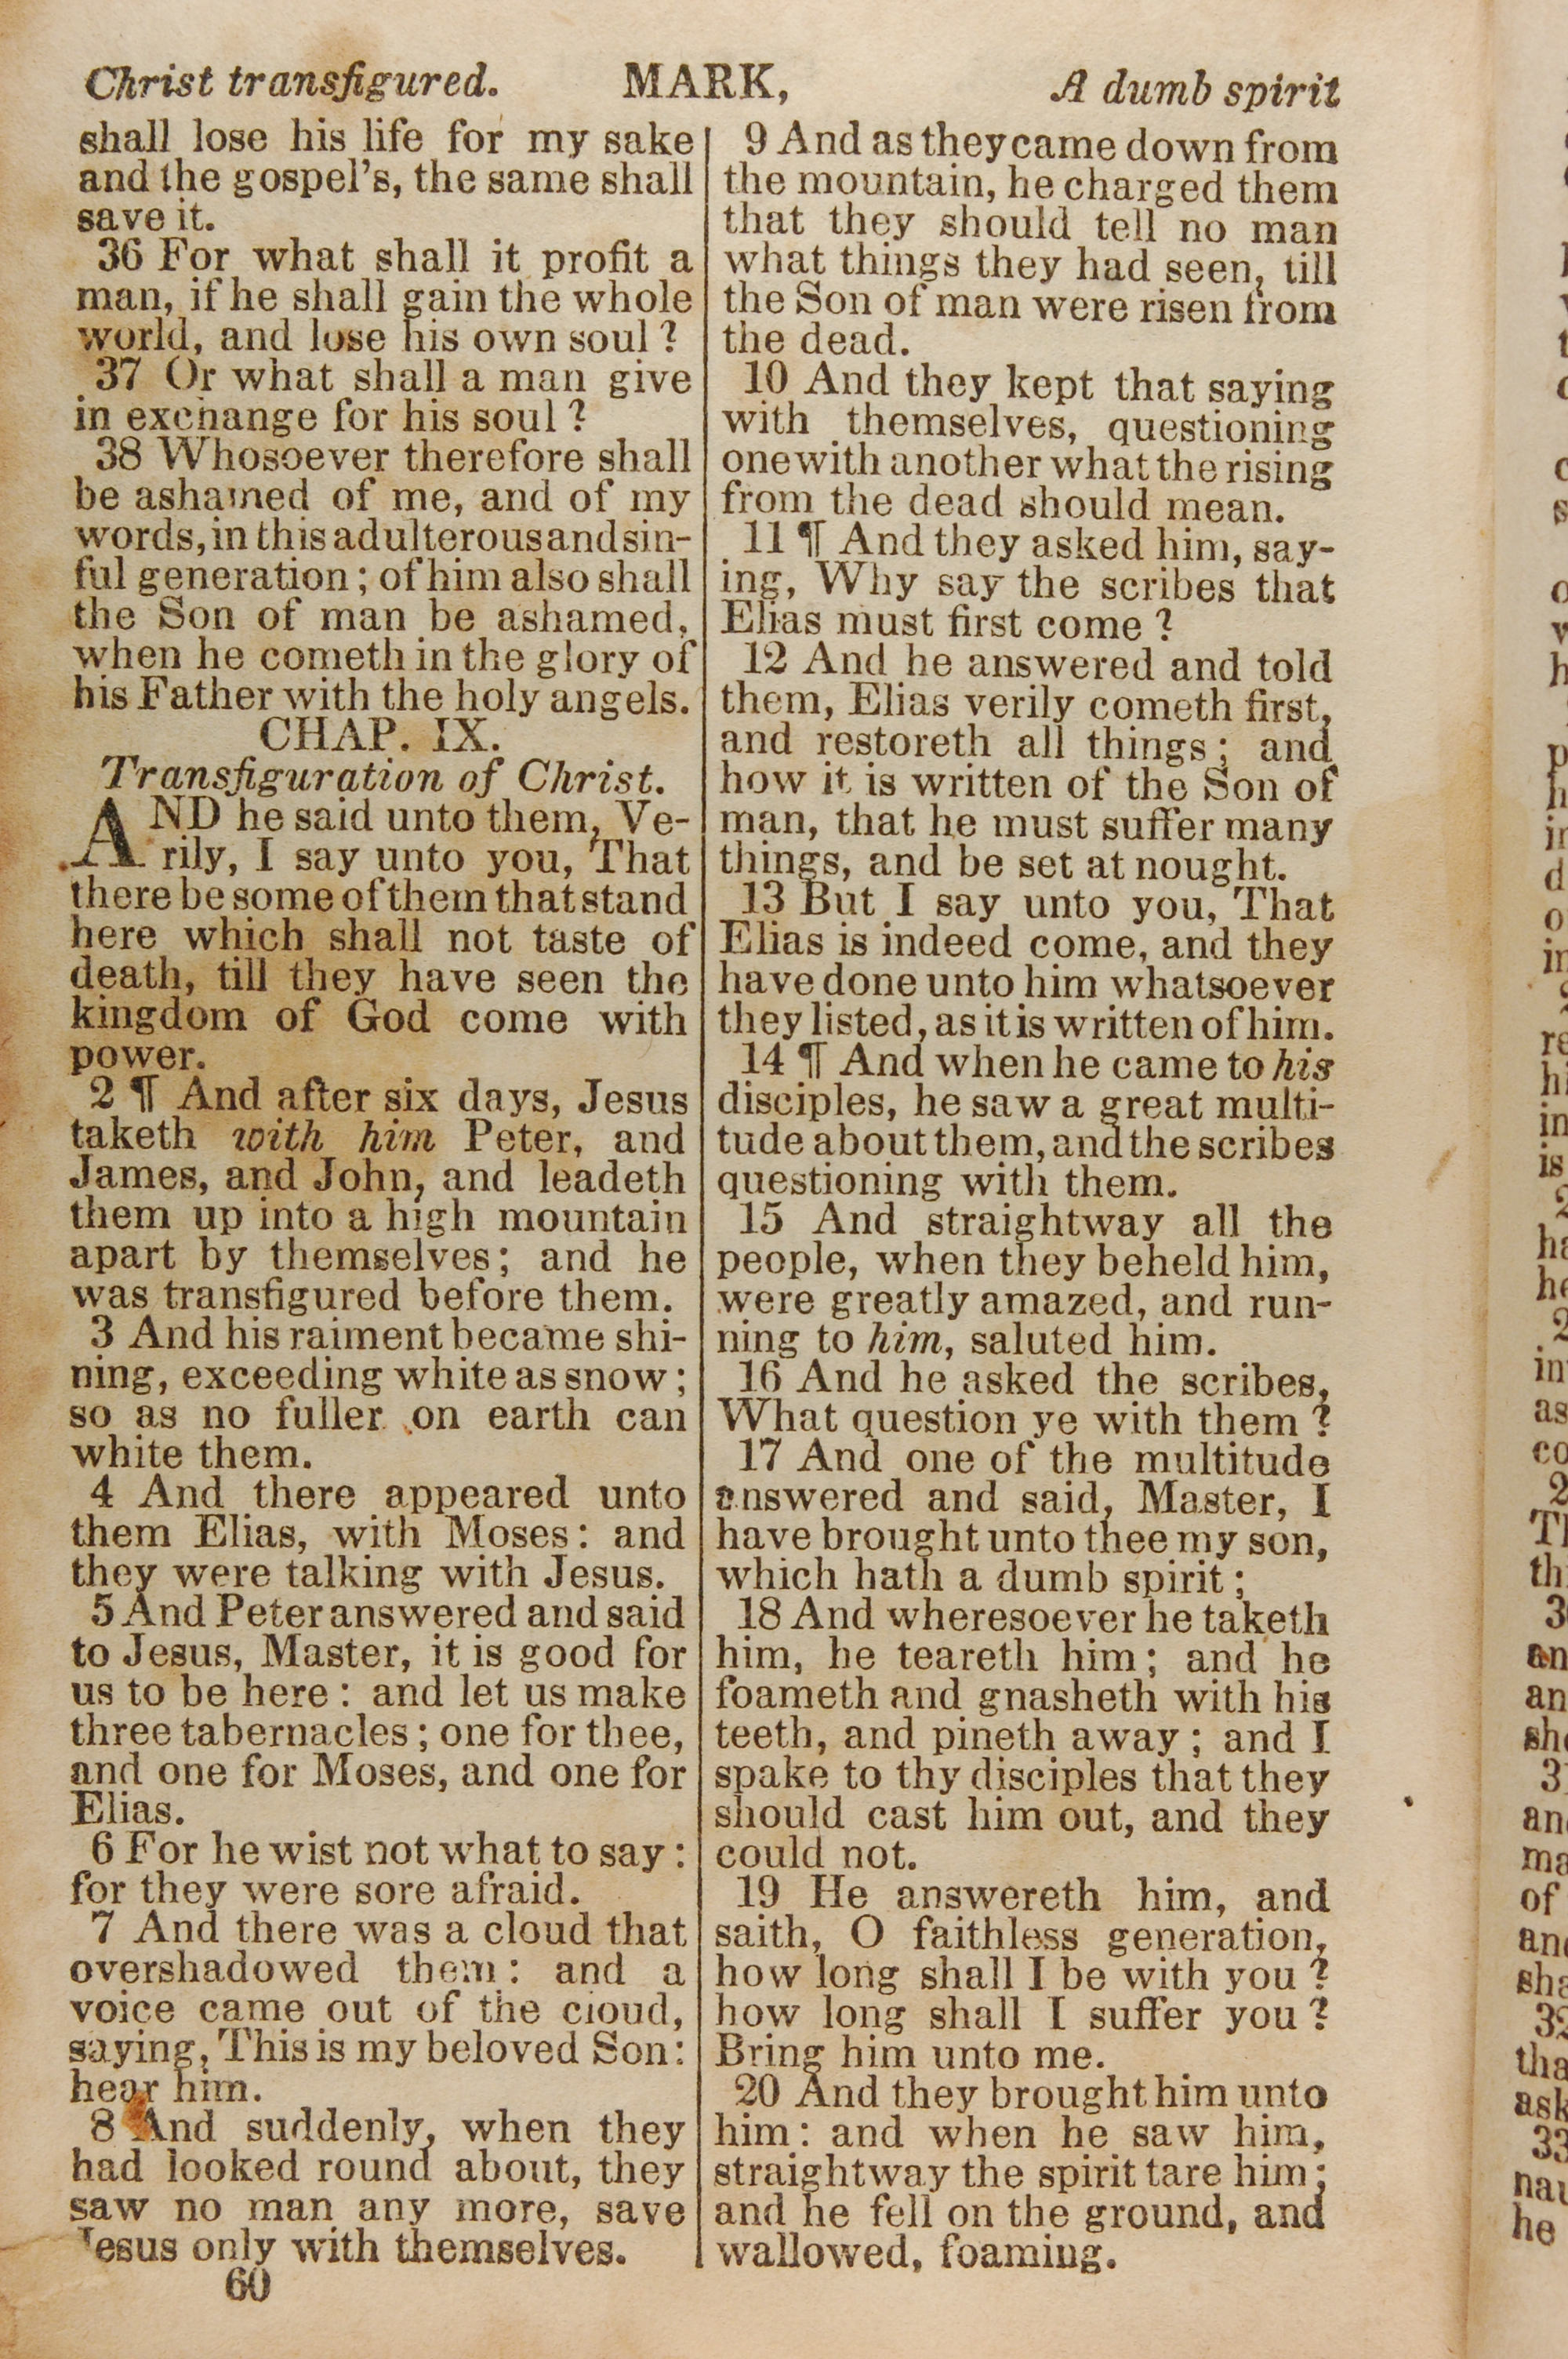 Christ transfigured. MARK, A dumb spirit
shall lose his life for my sake
and the gospel's, the same shall
save it.
36 For what shall it profit a
man, if he shall gain the whole
world, and lose his own soul ?
37 Or what shall a man give
in exchange for his soul ?
38 Whosoever therefore shall
be ashamed of me, and of my
words, in this adulterous and sin-
ful generation ; of him also shall
the Son of man be ashamed,
when he cometh in the glory of
his Father with the holy angels.
CHAP. IX.
Transfiguration of Christ.
AND he said unto them, Ve-
rily, I say unto you, That
there be some of them that stand
here which shall not taste of
death, till they have seen the
kingdom of God come with
power.
2 ¶ And after six days, Jesus
taketh with him Peter, and
James, and John, and leadeth
them up into a high mountain
apart by themselves; and he
was transfigured before them.
3 And his raiment became shi-
ning, exceeding white as snow ;
so as no fuller on earth can
white them.
4 And there appeared unto
them Elias, with Moses: and
they were talking with Jesus.
5 And Peter answered and said
to Jesus, Master, it is good for
us to be here : and let us make
three tabernacles ; one for thee,
and one for Moses, and one for
Elias.
6 For he wist not what to say :
for they were sore afraid.
7 And there was a cloud that
overshadowed them : and a
voice came out of the cloud,
saying, This is my beloved Son:
hear him.
8 And suddenly, when they
had looked round about, they
saw no man any more, save
Jesus only with themselves.
60
9 And as they came down from
the mountain, he charged them
that they should tell no man
what things they had seen, till
the Son of man were risen from
the dead.
10 And they kept that saying
with themselves, questioning
one with another what the rising
from the dead should mean.
11 ¶ And they asked him, say-
ing, Why say the scribes that
Elias must first come ?
12 And he answered and told
them, Elias verily cometh first,
and restoreth all things ; and
how it is written of the Son of
man, that he must suffer many
things, and be set at nought.
13 But I say unto you, That
Elias is indeed come, and they
have done unto him whatsoever
they listed, as it is written of him.
14 ¶ And when he came to his
disciples, he saw a great multi-
tude about them, and the scribes
questioning with them.
15 And straightway all the
people, when they beheld him,
were greatly amazed, and run-
ning to him, saluted him.
16 And he asked the scribes,
What question ye with them ?
17 And one of the multitude
answered and said, Master, I
have brought unto thee my son,
which hath a dumb spirit ;
18 And wheresoever he taketh
him, he teareth him ; and he
foameth and gnasheth with his
teeth, and pineth away ; and I
spake to thy disciples that they
should cast him out, and they
could not.
19 He answereth him, and
saith, O faithless generation,
how long shall I be with you ?
how long shall I suffer you ?
Bring him unto me.
20 And they brought him unto
him : and when he saw him,
straightway the spirit tare him ;
and he fell on the ground, and
wallowed, foaming.